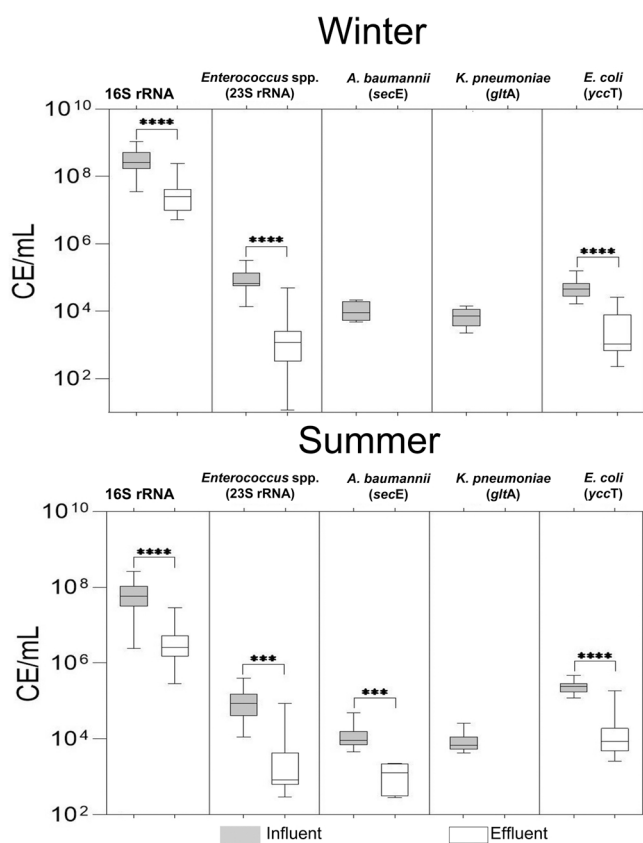 Winter
16S rRNA
Enterococcus spp.
(23S rRNA)
A. baumannii
(secE)
K. pneumoniae
(gltA)
E. coli
(yccT)
CE/mL
10^10
10^8
10^6
10^4
10^2
****
****
****
Summer
16S rRNA
Enterococcus spp.
(23S rRNA)
A. baumannii
(secE)
K. pneumoniae
(gltA)
E. coli
(yccT)
CE/mL
10^10
10^8
10^6
10^4
10^2
****
***
***
****
Influent
Effluent